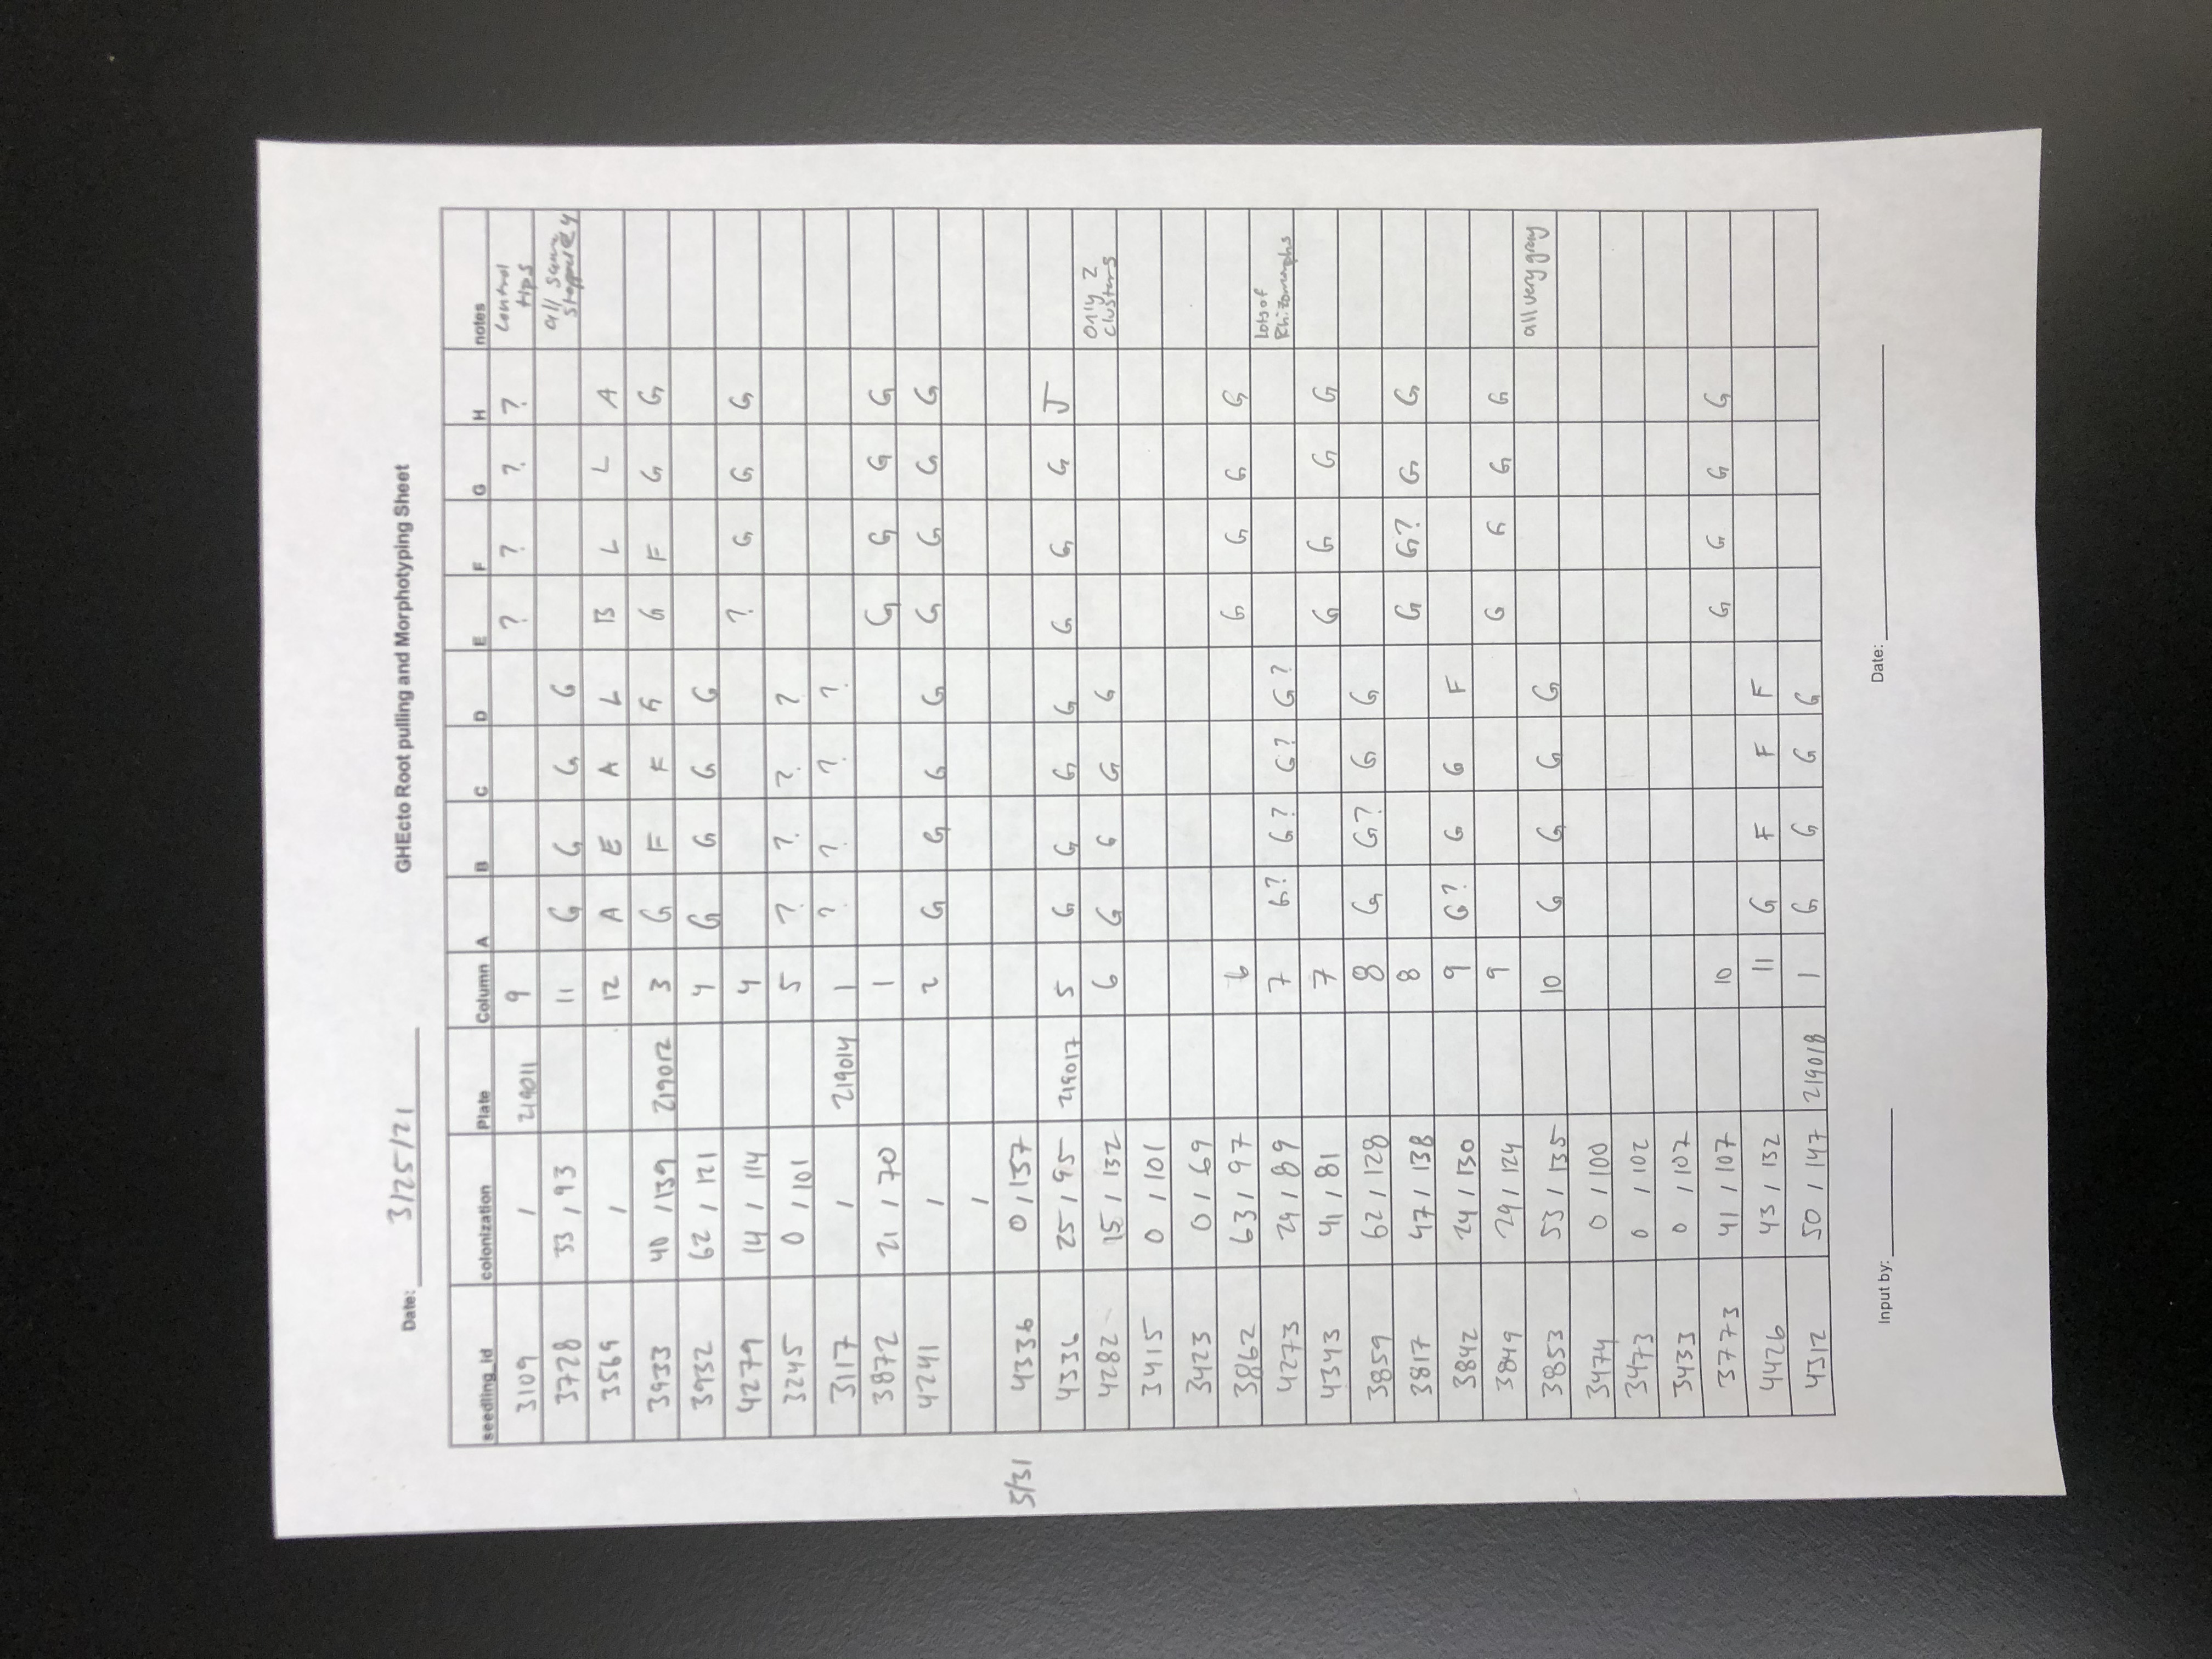 Date: 3/25/21 GHEcto Root pulling and Morphotyping Sheet
seedling_id colonization Plate Column A B C D E F G H notes
3109 / 219011 9 ? ? ? ? Control tips
3728 33 / 93 11 G G G G all same stopped @ 4
3569 / 12 A E A L B L L A
3933 40 / 139 219012 3 G F F G G F G G
3932 62 / 121 4 G G G G
4279 14 / 114 4 ? G G G
3245 0 / 101 5 ? ? ? ?
3117 / 219014 1 ? ? ? ?
3872 21 / 70 1 G G G G
4241 / 2 G G G G G G G G
/
5/31 4336 0 / 137
4336 25 / 95 219017 5 G G G G G G G J
4282 15 / 132 6 G G G G Only 2 clusters
3415 0 / 101
3423 0 / 69
3862 63 / 97 6 G G G G
4273 29 / 89 7 G? G? G? G? Lots of Rhizomorphs
4343 41 / 81 7 G G G G
3859 62 / 128 8 G G? G G
3817 47 / 138 8 G G? G G
3842 24 / 130 9 G? G G F
3849 29 / 124 9 G G G G
3853 53 / 135 10 G G G G all very gray
3474 0 / 100
3473 0 / 102
3433 0 / 107
3773 41 / 107 10 G G G G
4426 43 / 132 11 G F F F
4312 50 / 147 219018 1 G G G G
Input by: Date: